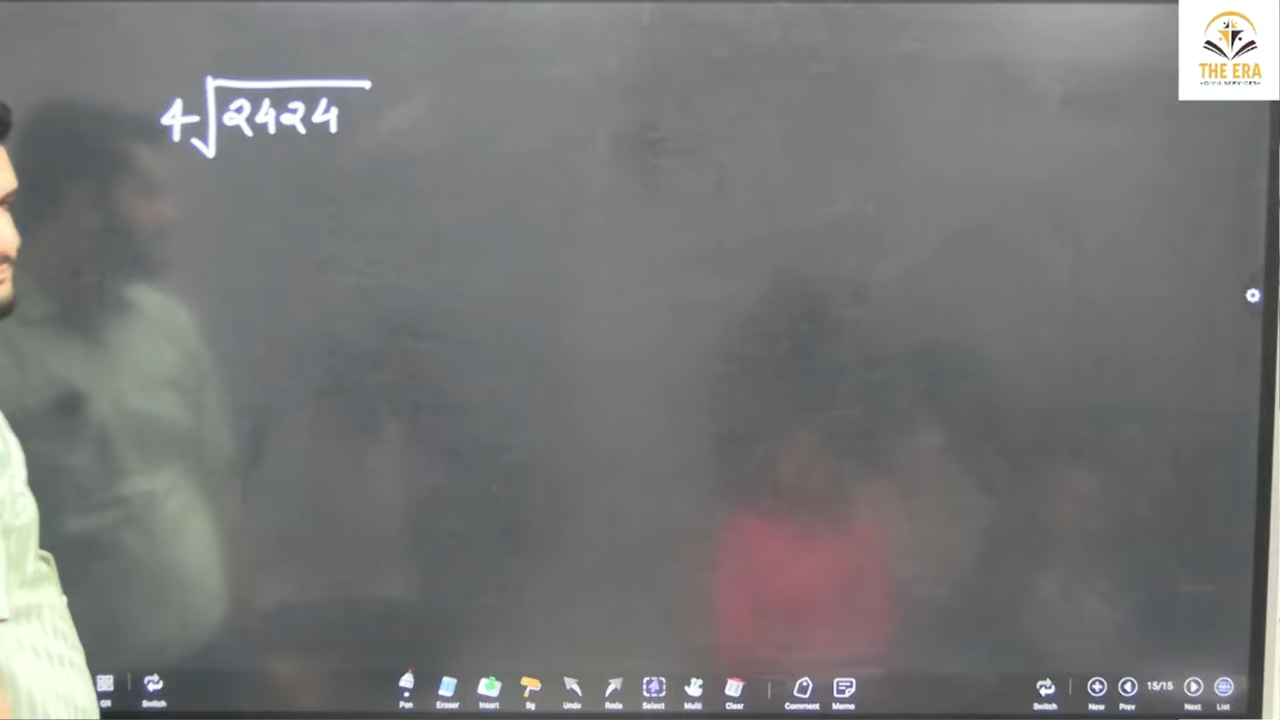 THE ERA
4√2424
GR
Switch
Pen
Eraser
Insert
Bg
Undo
Redo
Select
Multi
Clear
Comment
Memo
Switch
New
Prev
15/15
Next
List